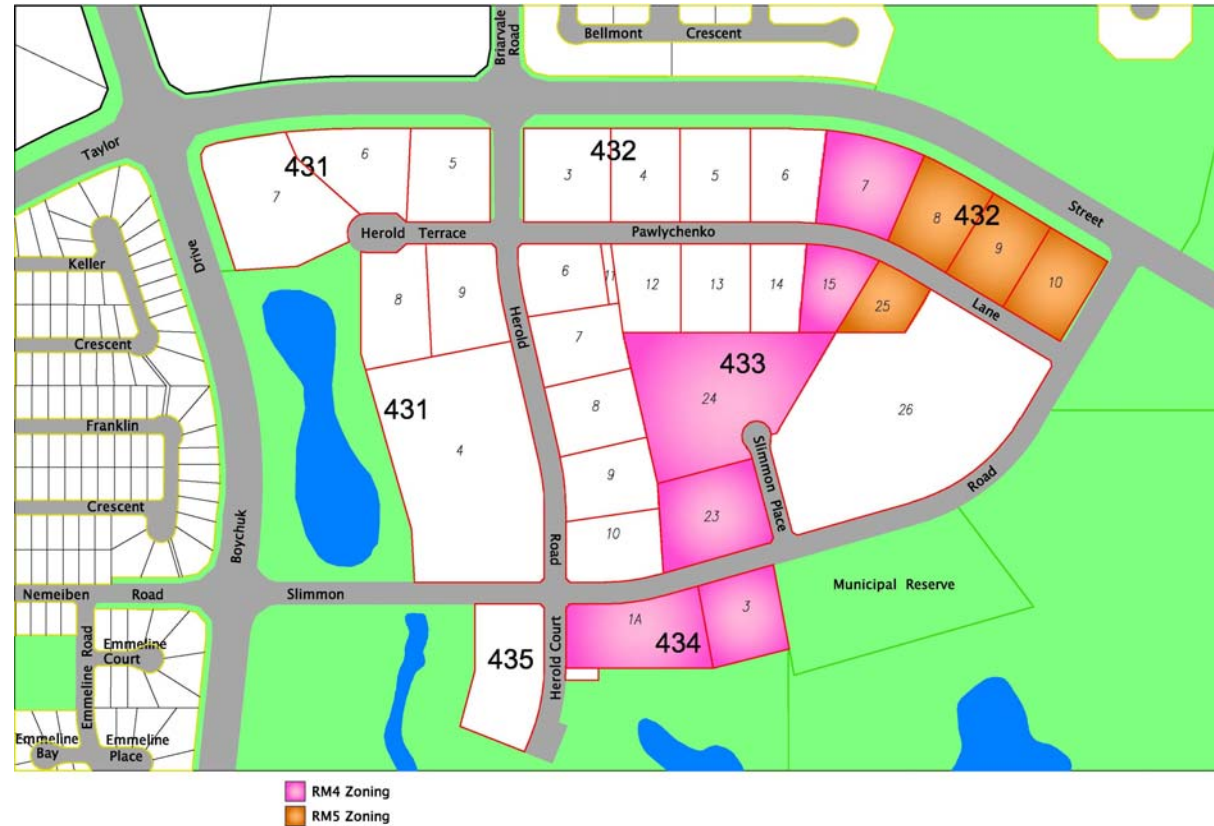 Briarvale
Road
Bellmont Crescent
Taylor
431
6
5
7
432
3
4
5
6
7
8
432
9
10
Street
Drive
Keller
Crescent
Franklin
Crescent
Herold Terrace
Pawlychenko
Lane
8
9
431
4
Herold
Road
6
11
12
13
14
15
25
7
8
9
10
433
24
26
23
Slimmon Place
Road
Boychuk
Nemeiben Road
Slimmon
Municipal Reserve
Emmeline Road
Emmeline
Court
Emmeline
Bay
Emmeline
Place
435
Herold Court
1A
434
3
RM4 Zoning
RM5 Zoning